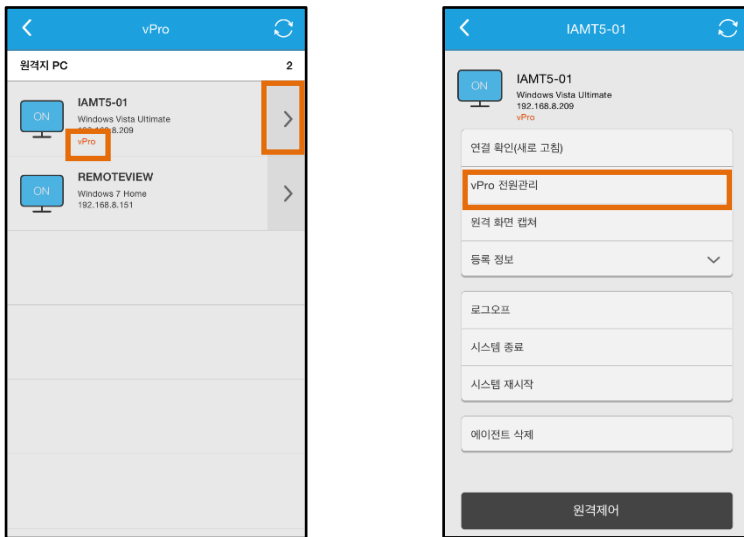 vPro
원격지 PC 2
ON
IAMT5-01
Windows Vista Ultimate
192.168.8.209
vPro
ON
REMOTEVIEW
Windows 7 Home
192.168.8.151
IAMT5-01
ON
IAMT5-01
Windows Vista Ultimate
192.168.8.209
vPro
연결 확인(새로 고침)
vPro 전원관리
원격 화면 캡쳐
등록 정보
로그오프
시스템 종료
시스템 재시작
에이전트 삭제
원격제어